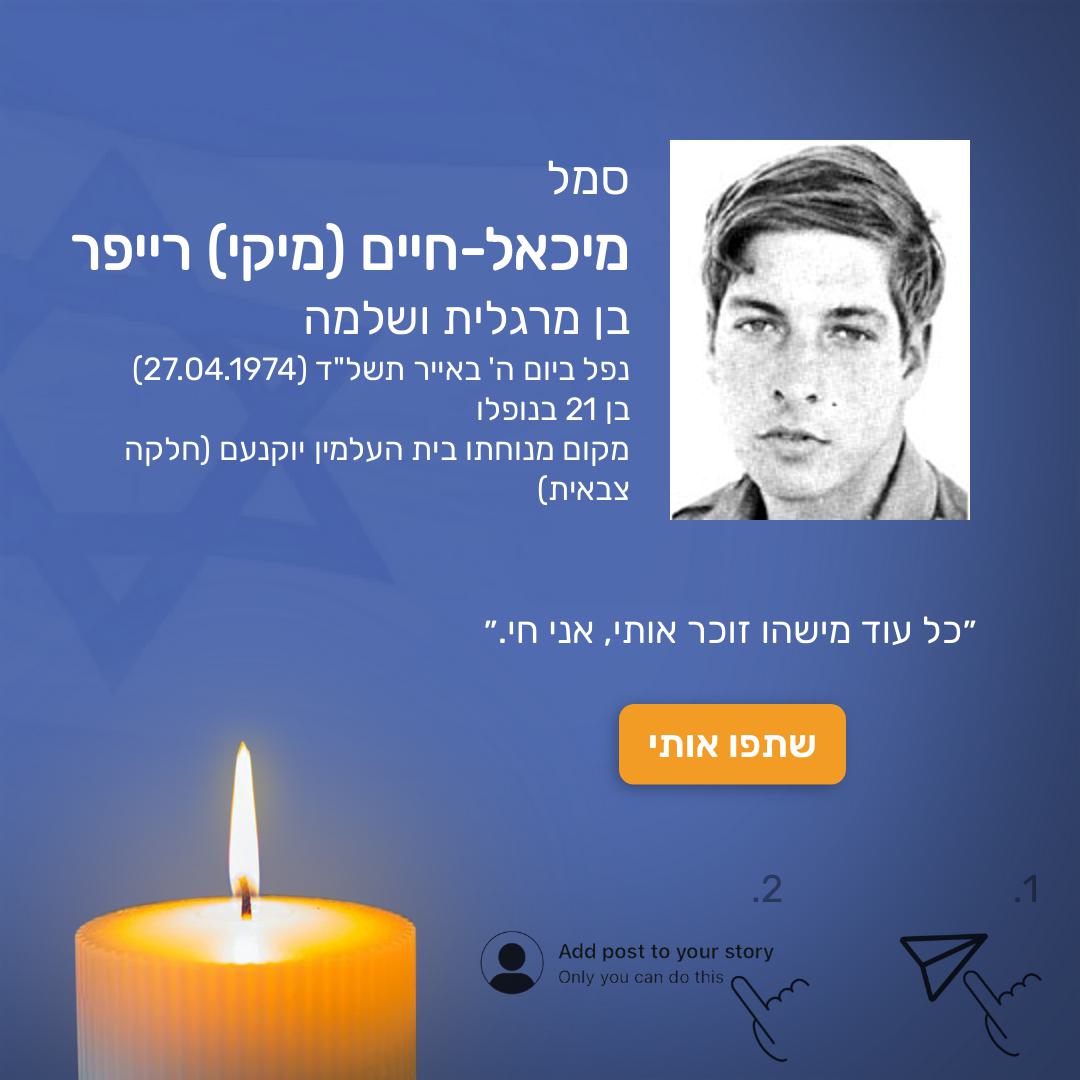 סמל
מיכאל-חיים (מיקי) רייפר
בן מרגלית ושלמה
נפל ביום ה' באייר תשל"ד (27.04.1974)
בן 21 בנופלו
מקום מנוחתו בית העלמין יוקנעם (חלקה
צבאית)
״כל עוד מישהו זוכר אותי, אני חי.״
שתפו אותי
1.
2.
Add post to your story
Only you can do this